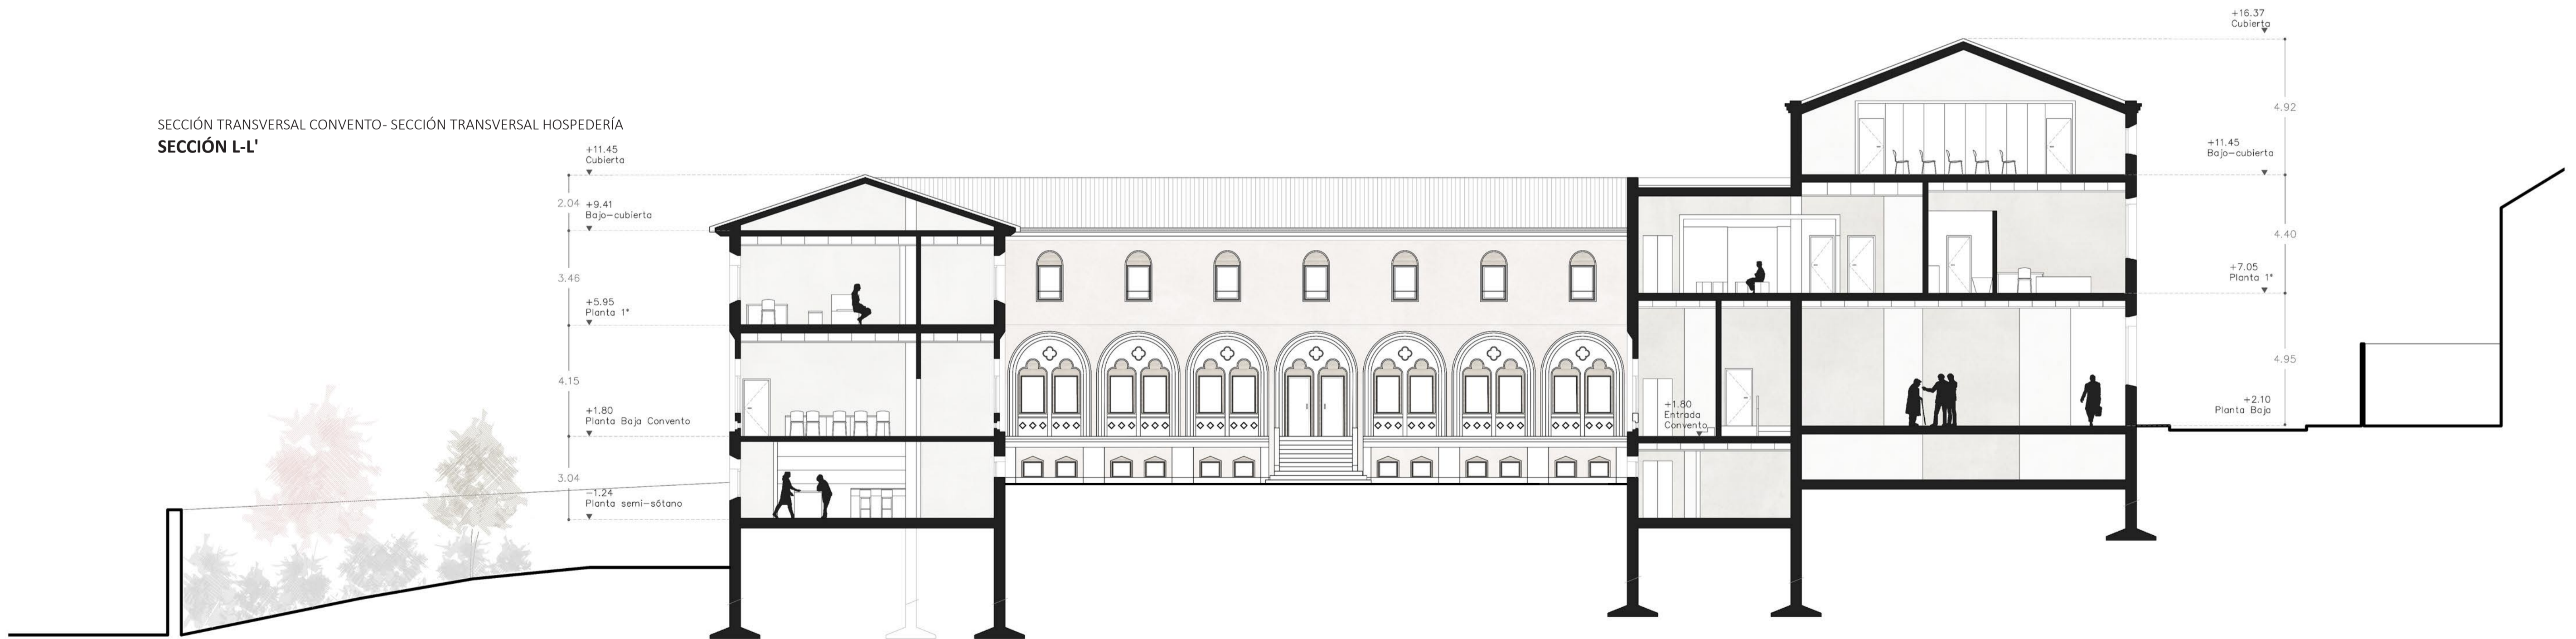 SECCIÓN TRANSVERSAL CONVENTO- SECCIÓN TRANSVERSAL HOSPEDERÍA
SECCIÓN L-L'
+11.45
Cubierta
2.04
+9.41
Bajo-cubierta
3.46
+5.95
Planta 1ª
4.15
+1.80
Planta Baja Convento
3.04
-1.24
Planta semi-sótano
+1.80
Entrada
Convento
+16.37
Cubierta
4.92
+11.45
Bajo-cubierta
4.40
+7.05
Planta 1ª
4.95
+2.10
Planta Baja